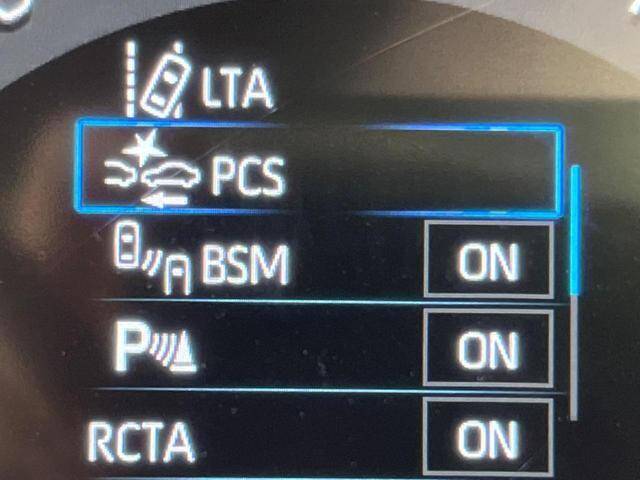 LTA
PCS
BSM ON
P ON
RCTA ON